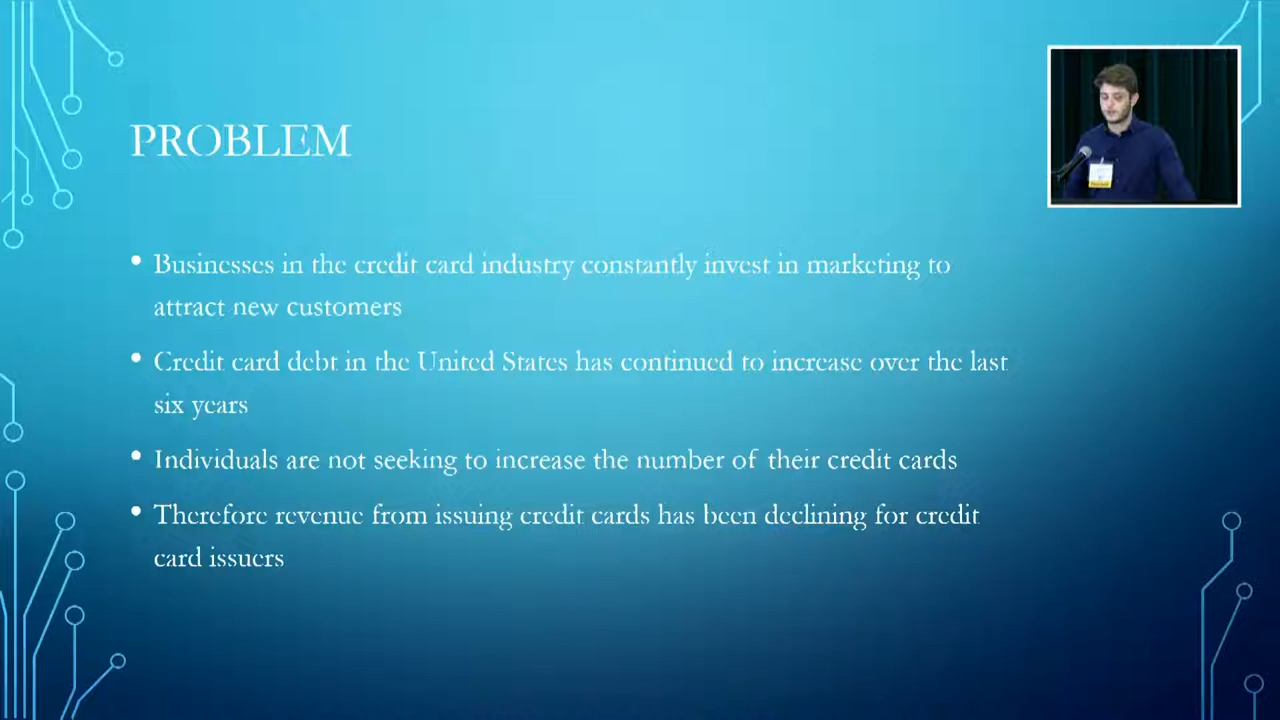 PROBLEM
• Businesses in the credit card industry constantly invest in marketing to
attract new customers
• Credit card debt in the United States has continued to increase over the last
six years
• Individuals are not seeking to increase the number of their credit cards
• Therefore revenue from issuing credit cards has been declining for credit
card issuers